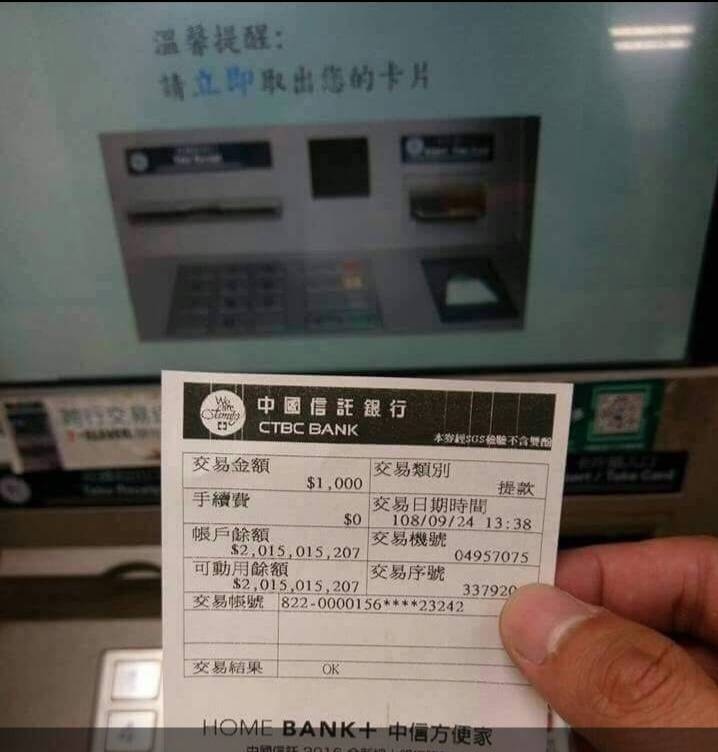 溫馨提醒:
請立即取出您的卡片
We are family
中國信託銀行
CTBC BANK
本券經SGS檢驗不含雙酚
交易金額 $1,000 交易類別 提款
手續費 $0 交易日期時間 108/09/24 13:38
帳戶餘額 $2,015,015,207 交易機號 04957075
可動用餘額 $2,015,015,207 交易序號 337920
交易帳號 822-0000156****23242
交易結果 OK
HOME BANK+ 中信方便家
跨行交易